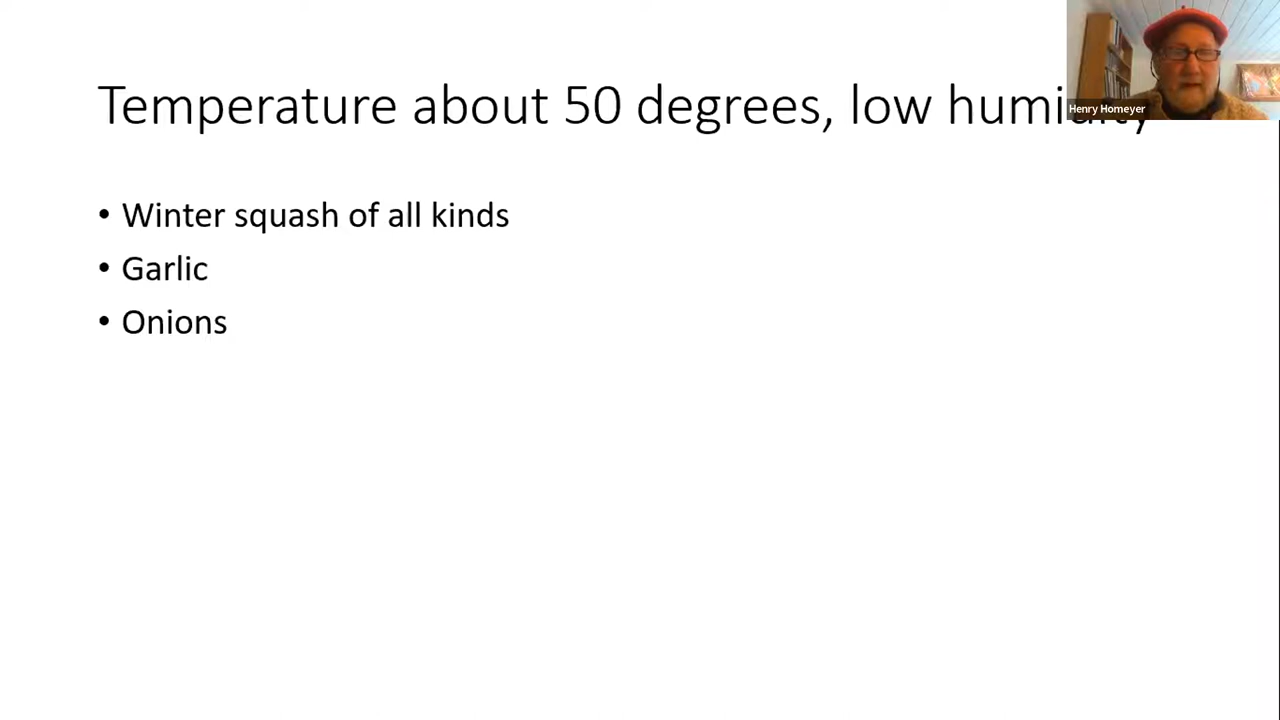 Temperature about 50 degrees, low humidity
Henry Homeyer
• Winter squash of all kinds
• Garlic
• Onions